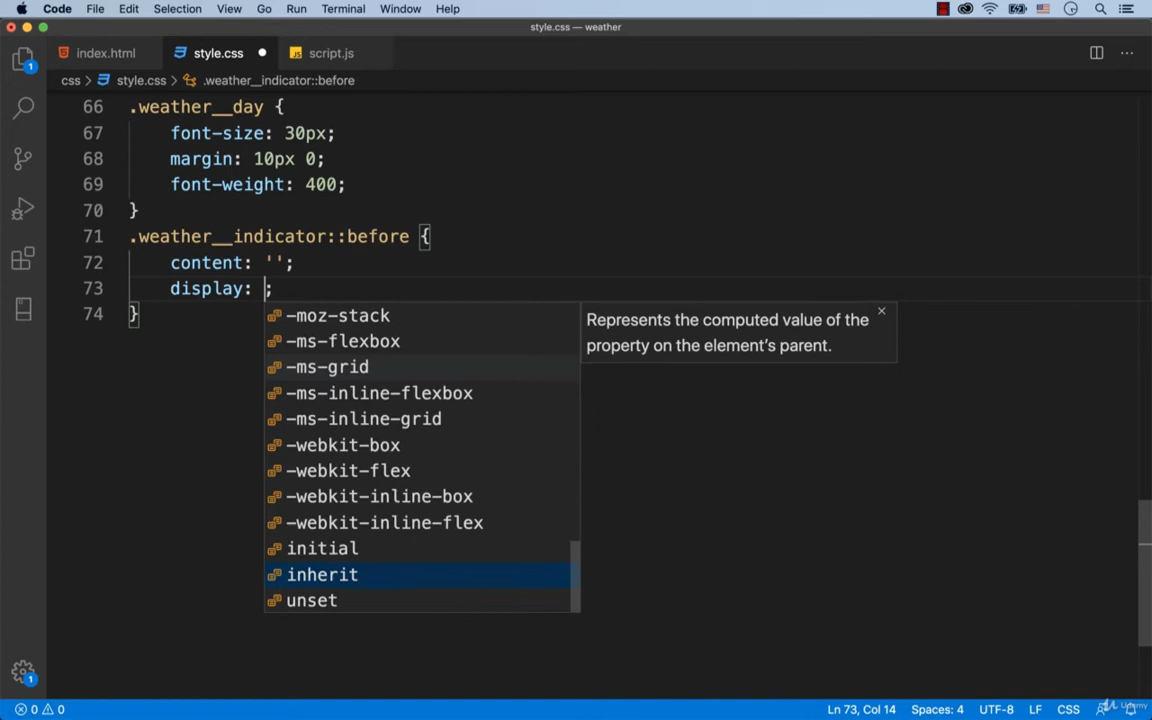 Code File Edit Selection View Go Run Terminal Window Help
style.css — weather
index.html style.css JS script.js
css > style.css > .weather__indicator::before
66 .weather__day {
67 font-size: 30px;
68 margin: 10px 0;
69 font-weight: 400;
70 }
71 .weather__indicator::before {
72 content: '';
73 display: ;
74 }
-moz-stack
-ms-flexbox
-ms-grid
-ms-inline-flexbox
-ms-inline-grid
-webkit-box
-webkit-flex
-webkit-inline-box
-webkit-inline-flex
initial
inherit
unset
Represents the computed value of the
property on the element's parent.
1
1
0 0 Ln 73, Col 14 Spaces: 4 UTF-8 LF CSS
Udemy